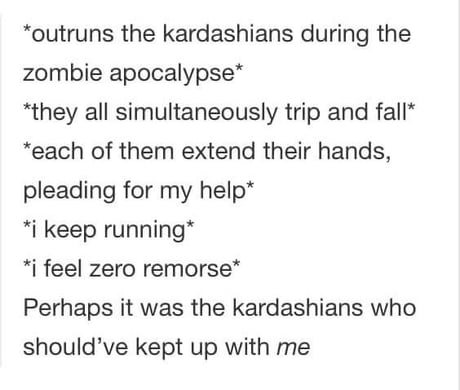 *outruns the kardashians during the
zombie apocalypse*
*they all simultaneously trip and fall*
*each of them extend their hands,
pleading for my help*
*i keep running*
*i feel zero remorse*
Perhaps it was the kardashians who
should’ve kept up with me